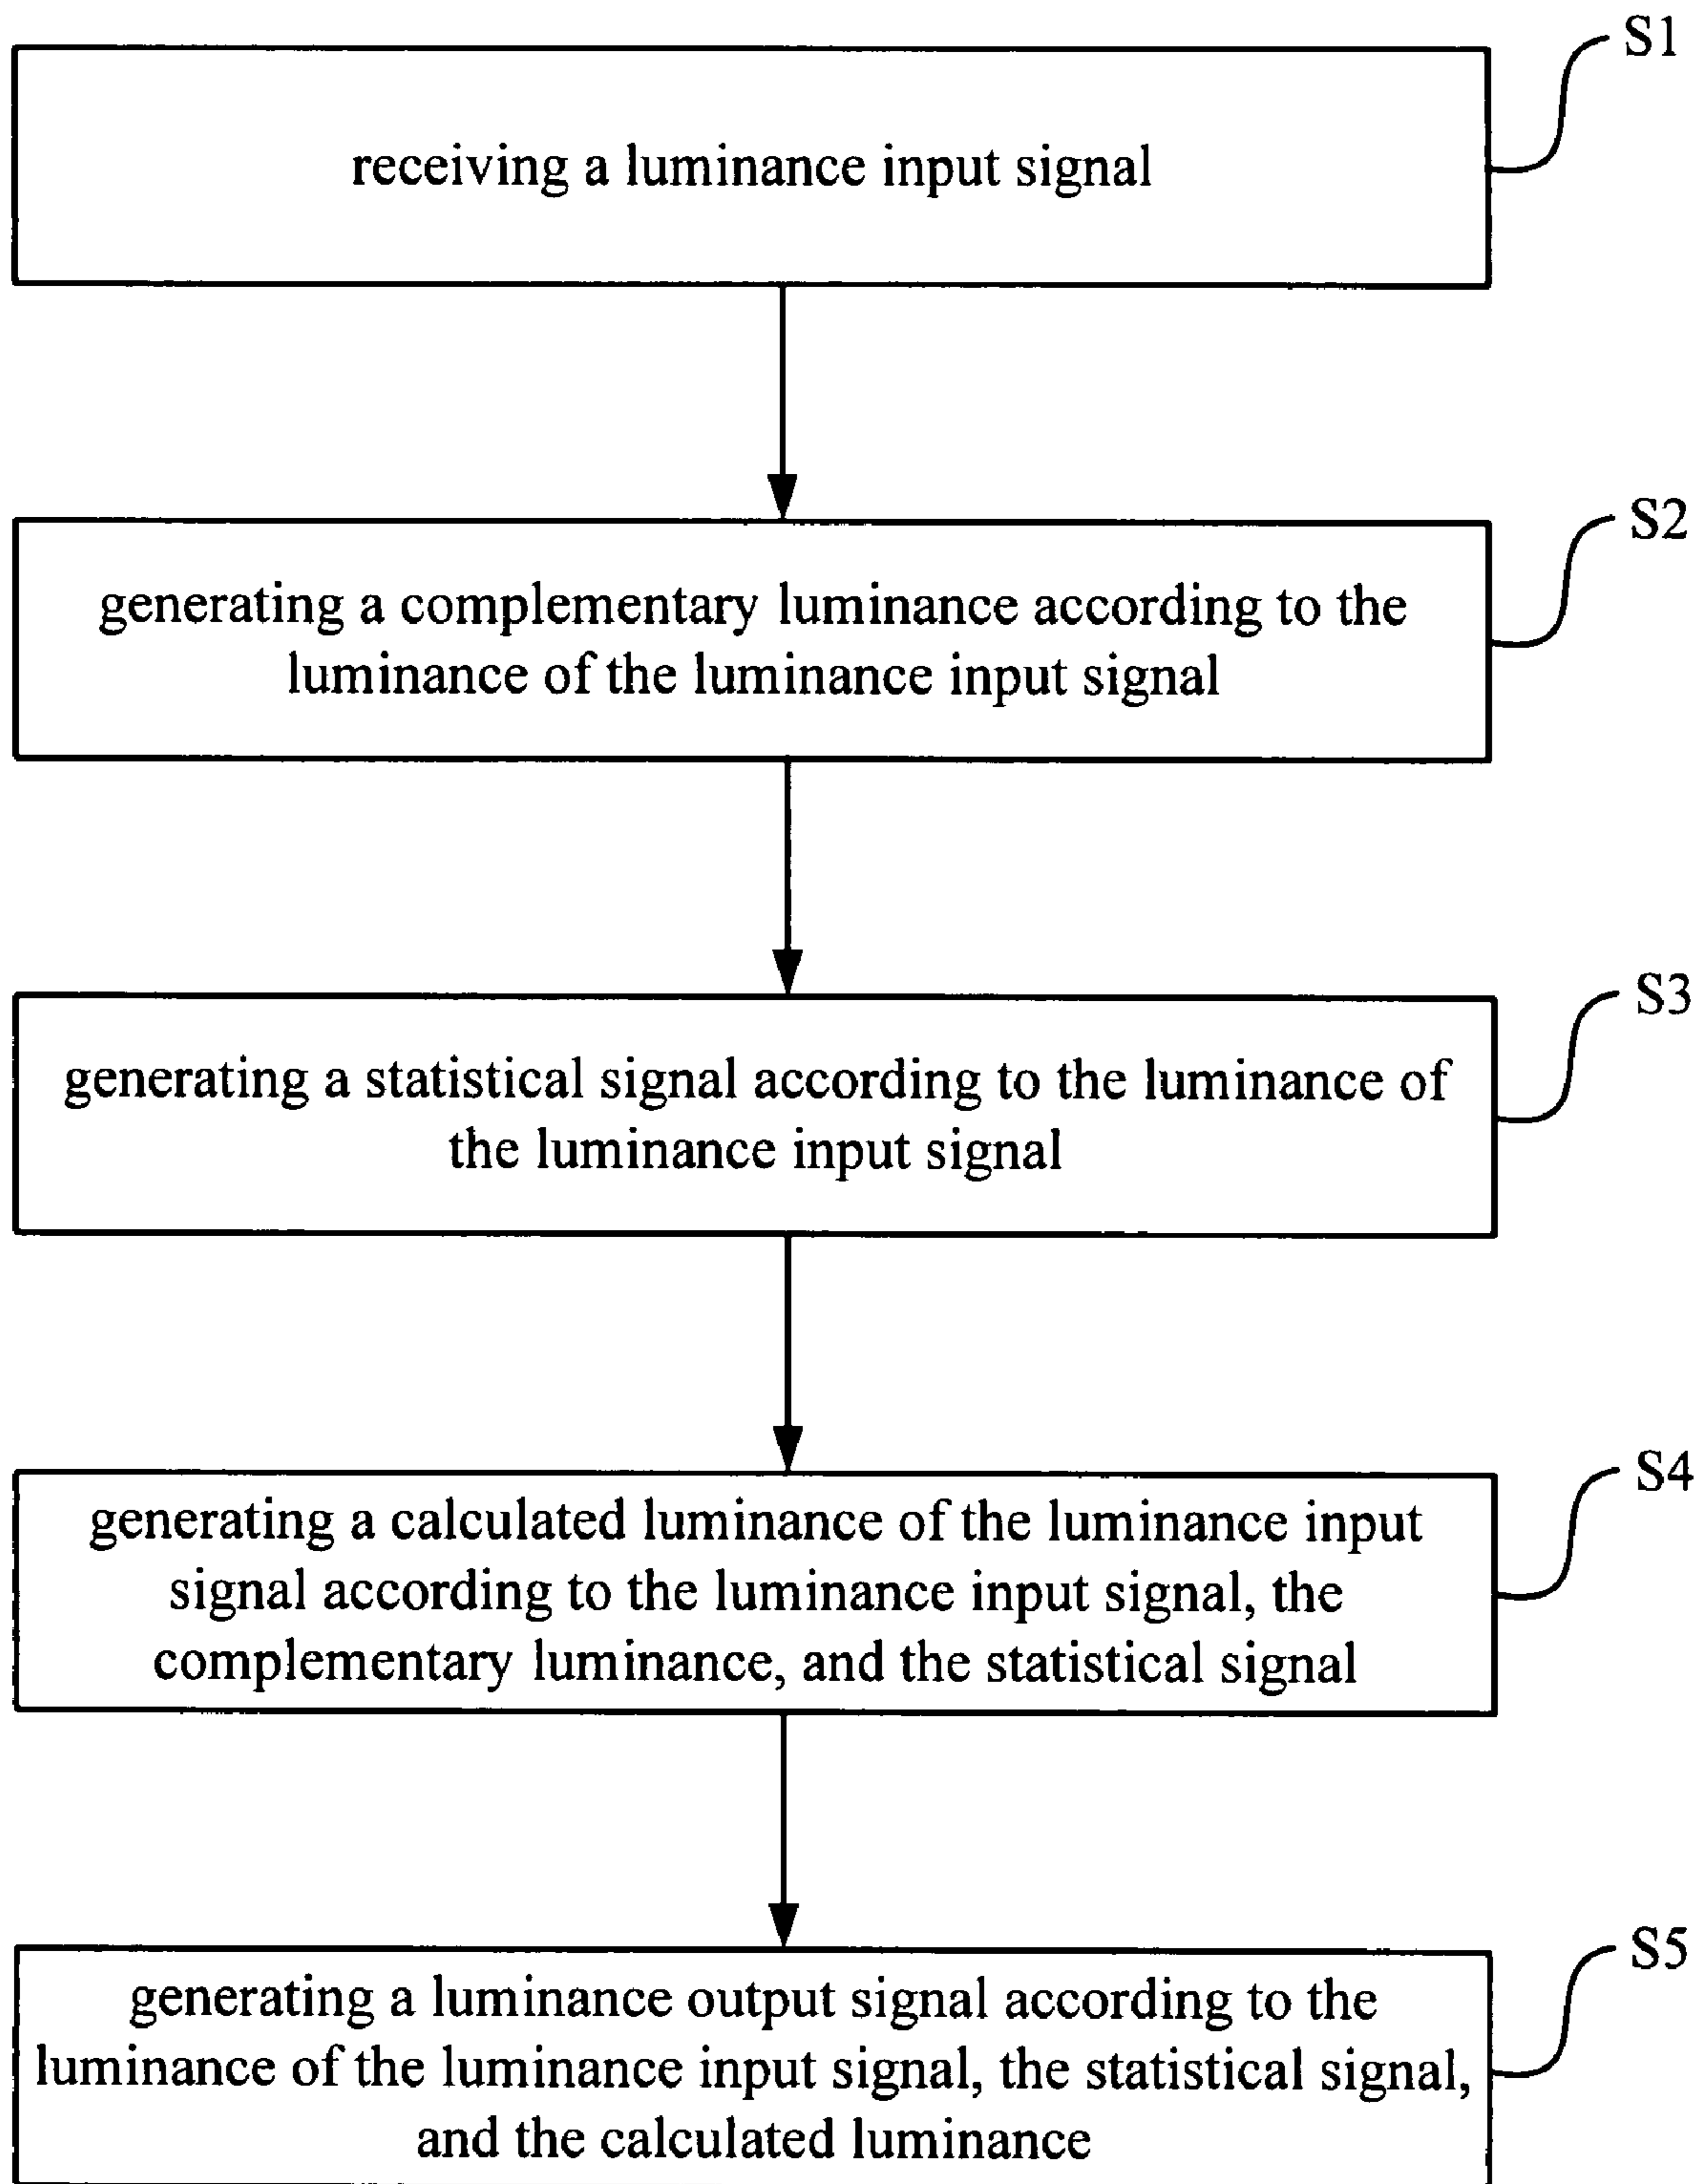 S1
receiving a luminance input signal
S2
generating a complementary luminance according to the
luminance of the luminance input signal
S3
generating a statistical signal according to the luminance of
the luminance input signal
S4
generating a calculated luminance of the luminance input
signal according to the luminance input signal, the
complementary luminance, and the statistical signal
S5
generating a luminance output signal according to the
luminance of the luminance input signal, the statistical signal,
and the calculated luminance